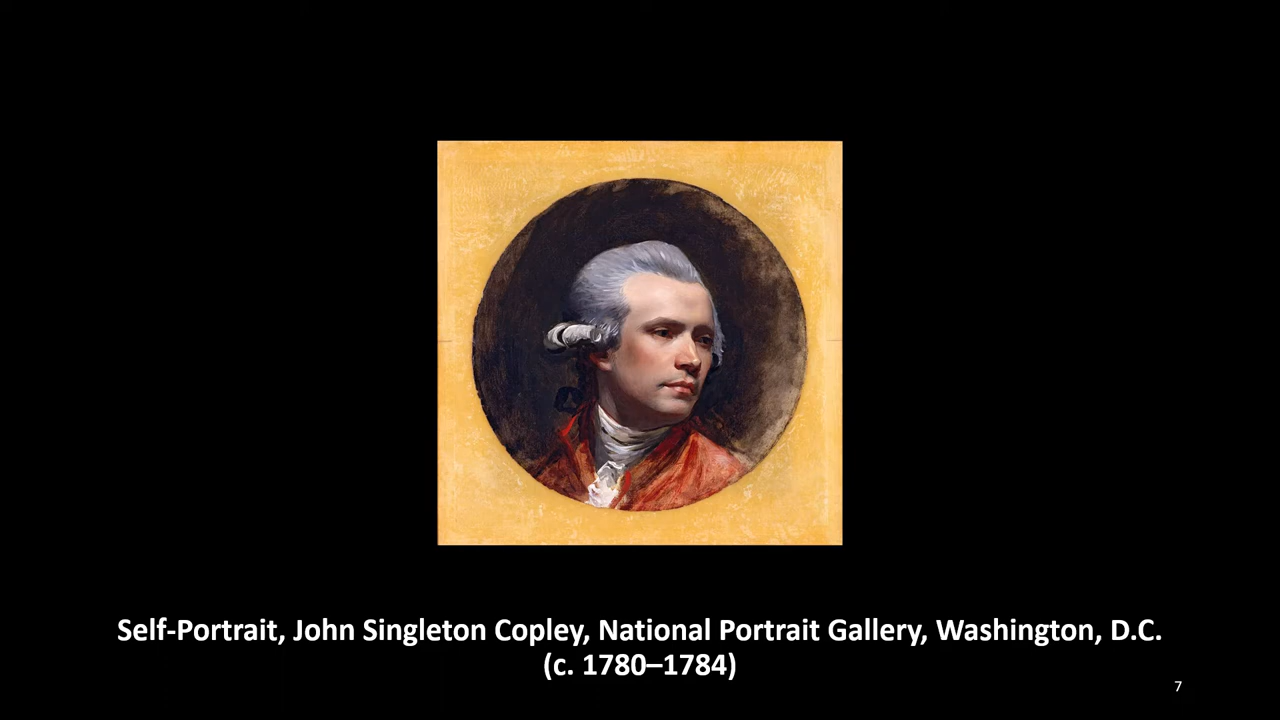 Self-Portrait, John Singleton Copley, National Portrait Gallery, Washington, D.C.
(c. 1780–1784)
7